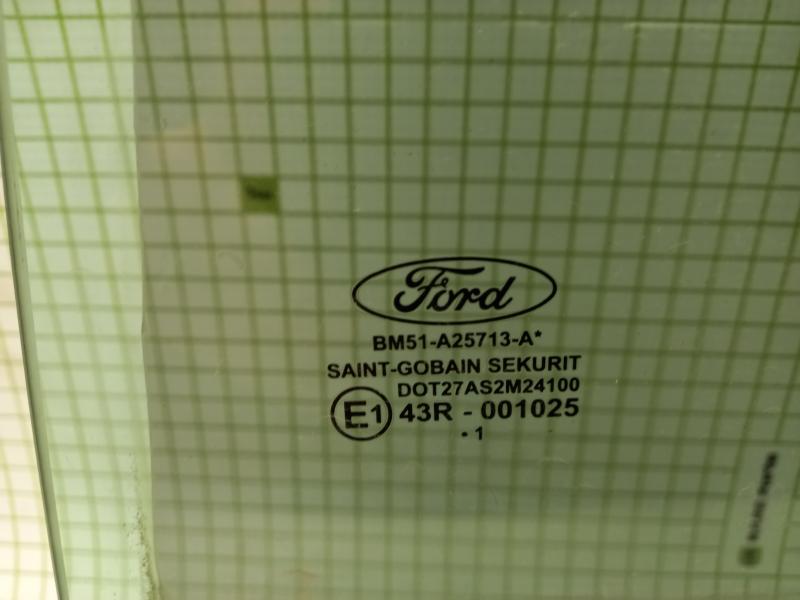 Ford
BM51-A25713-A*
SAINT-GOBAIN SEKURIT
DOT27AS2M24100
E1 43R - 001025
•1